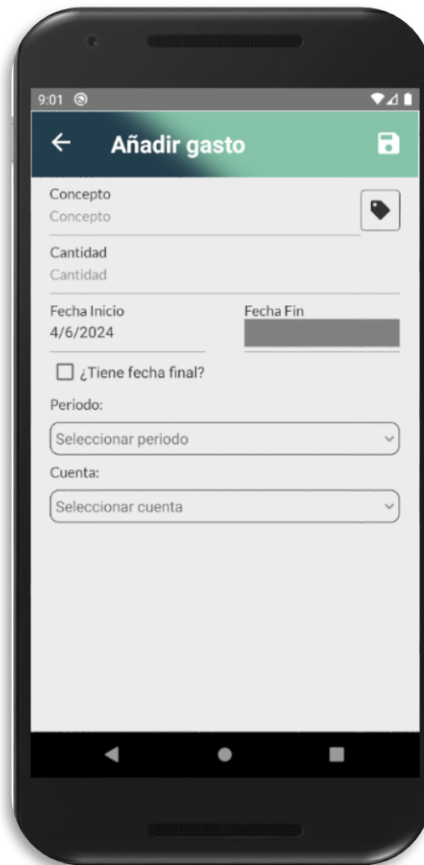 9:01
Añadir gasto
Concepto
Concepto
Cantidad
Cantidad
Fecha Inicio
Fecha Fin
4/6/2024
¿Tiene fecha final?
Periodo:
Seleccionar periodo
Cuenta:
Seleccionar cuenta